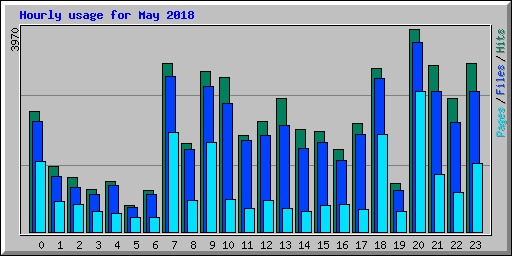 Hourly usage for May 2018
3970
Pages/Files/Hits
0 1 2 3 4 5 6 7 8 9 10 11 12 13 14 15 16 17 18 19 20 21 22 23